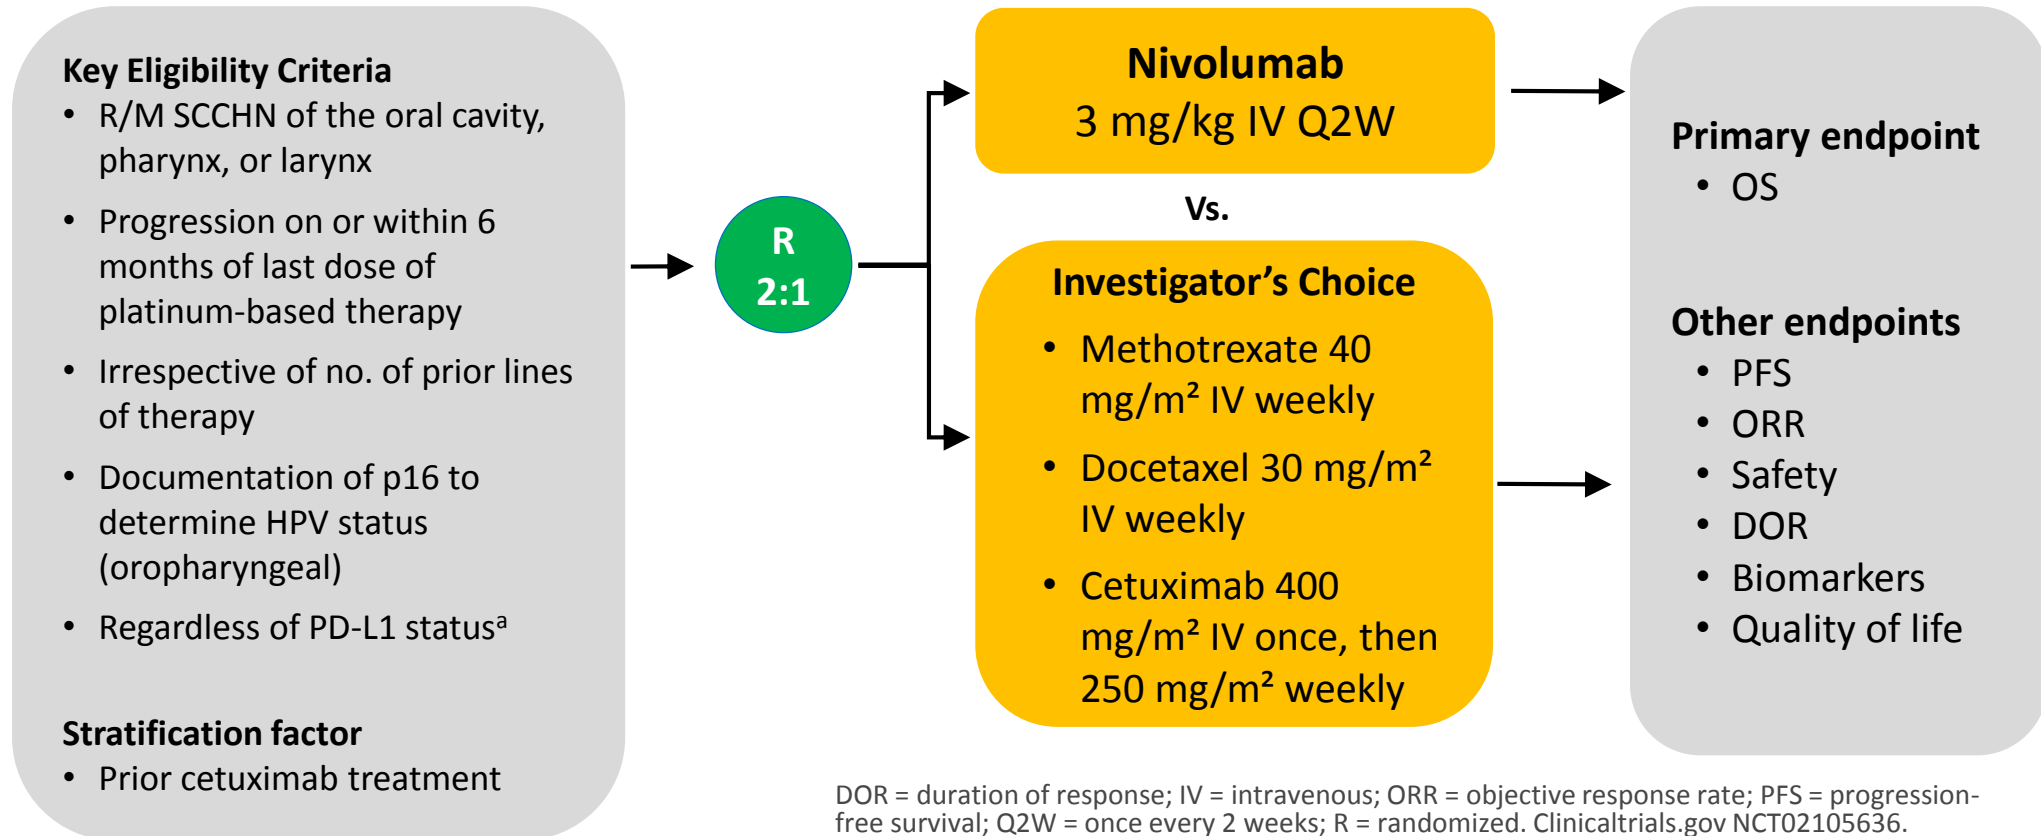 Key Eligibility Criteria
• R/M SCCHN of the oral cavity,
pharynx, or larynx
• Progression on or within 6
months of last dose of
platinum-based therapy
• Irrespective of no. of prior lines
of therapy
• Documentation of p16 to
determine HPV status
(oropharyngeal)
• Regardless of PD-L1 statusᵃ
Stratification factor
• Prior cetuximab treatment
R
2:1
Nivolumab
3 mg/kg IV Q2W
Vs.
Investigator’s Choice
• Methotrexate 40
mg/m² IV weekly
• Docetaxel 30 mg/m²
IV weekly
• Cetuximab 400
mg/m² IV once, then
250 mg/m² weekly
Primary endpoint
• OS
Other endpoints
• PFS
• ORR
• Safety
• DOR
• Biomarkers
• Quality of life
DOR = duration of response; IV = intravenous; ORR = objective response rate; PFS = progression-
free survival; Q2W = once every 2 weeks; R = randomized. Clinicaltrials.gov NCT02105636.